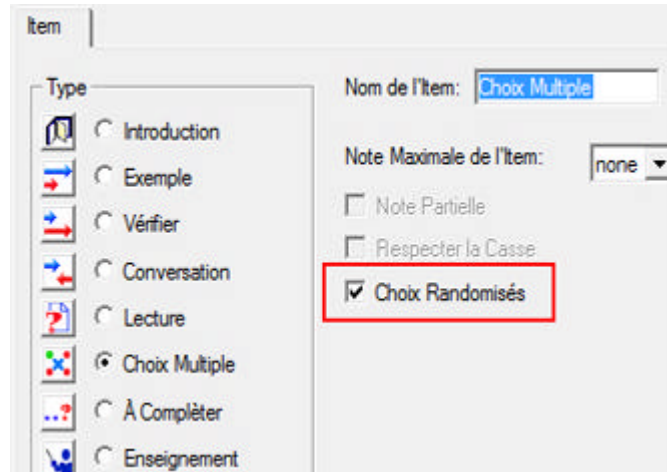 Item
Type
Introduction
Exemple
Vérifier
Conversation
Lecture
Choix Multiple
À Complèter
Enseignement
Nom de l'Item: Choix Multiple
Note Maximale de l'Item: none
Note Partielle
Respecter la Casse
Choix Randomisés